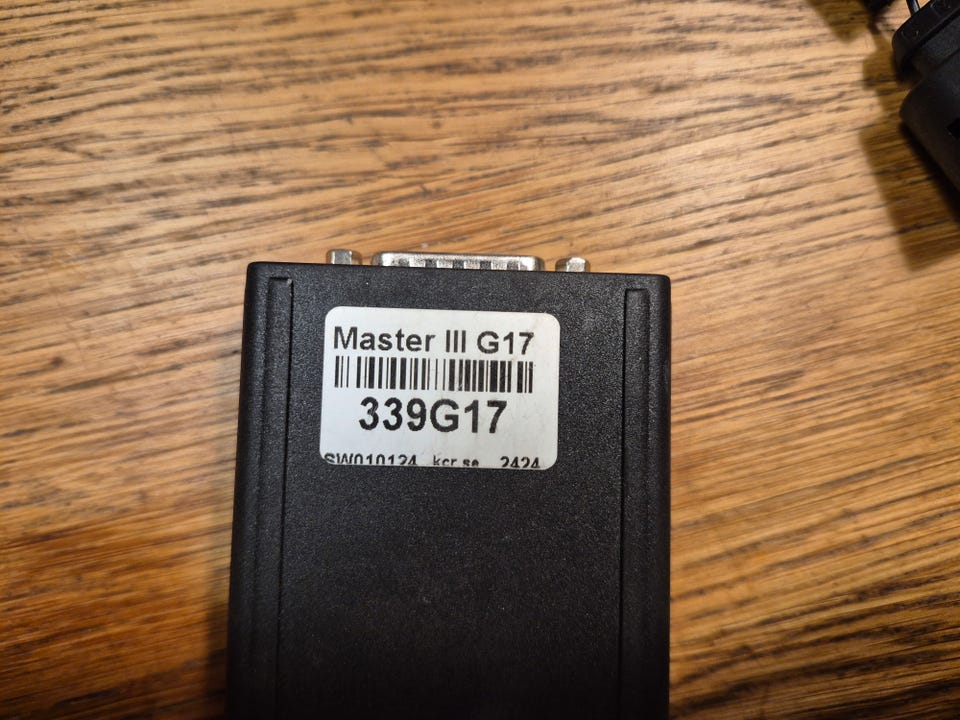 Master III G17
339G17
SW010124 kcr.se 2424